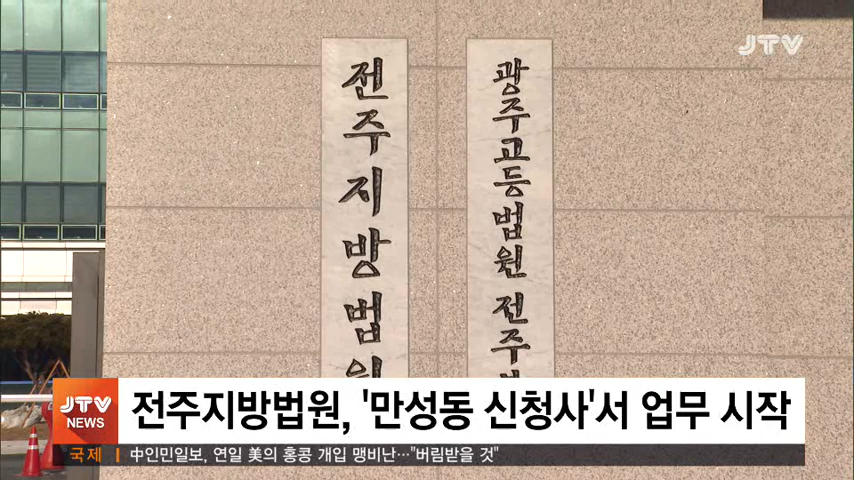 JTV
전주지방법원
광주고등법원 전주
JTV
NEWS
전주지방법원, '만성동 신청사'서 업무 시작
국 제 | 中인민일보, 연일 美의 홍콩 개입 맹비난…"버림받을 것"